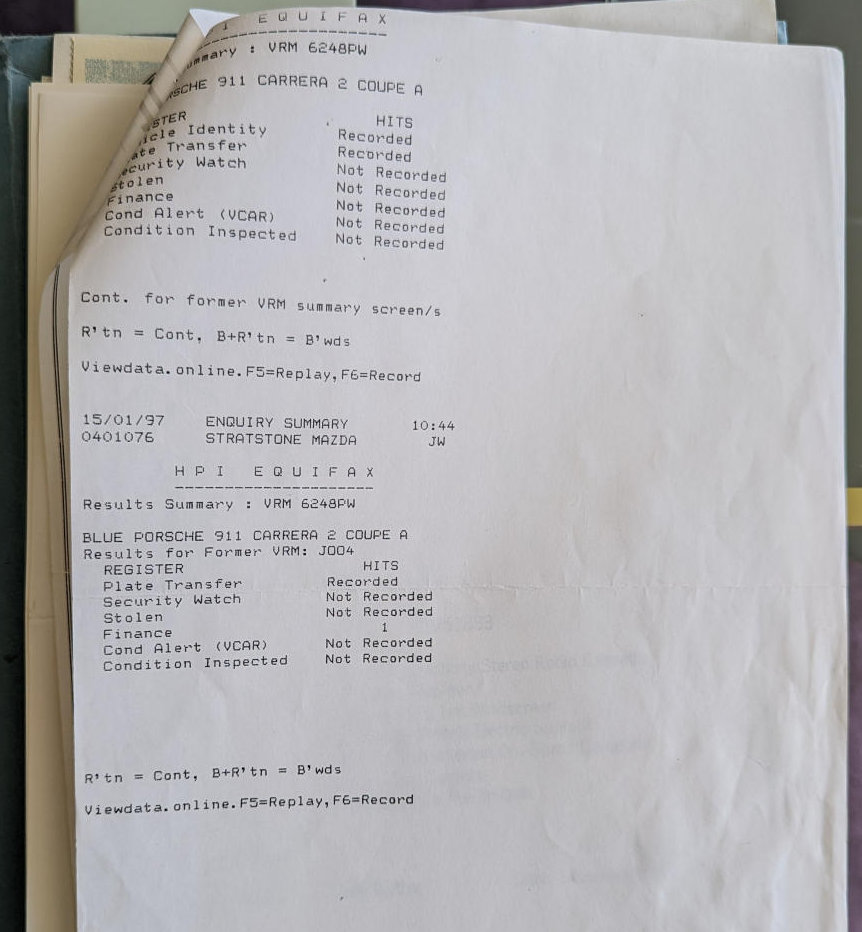 I E Q U I F A X
--------------------
ummary : VRM 6248PW
RSCHE 911 CARRERA 2 COUPE A
STER HITS
icle Identity Recorded
ate Transfer Recorded
ecurity Watch Not Recorded
Stolen Not Recorded
Finance Not Recorded
Cond Alert (VCAR) Not Recorded
Condition Inspected Not Recorded
Cont. for former VRM summary screen/s
R'tn = Cont, B+R'tn = B'wds
Viewdata.online.F5=Replay,F6=Record
15/01/97 ENQUIRY SUMMARY 10:44
0401076 STRATSTONE MAZDA JW
H P I E Q U I F A X
---------------------
Results Summary : VRM 6248PW
BLUE PORSCHE 911 CARRERA 2 COUPE A
Results for Former VRM: J004
REGISTER HITS
Plate Transfer Recorded
Security Watch Not Recorded
Stolen Not Recorded
Finance 1
Cond Alert (VCAR) Not Recorded
Condition Inspected Not Recorded
R'tn = Cont, B+R'tn = B'wds
Viewdata.online.F5=Replay,F6=Record